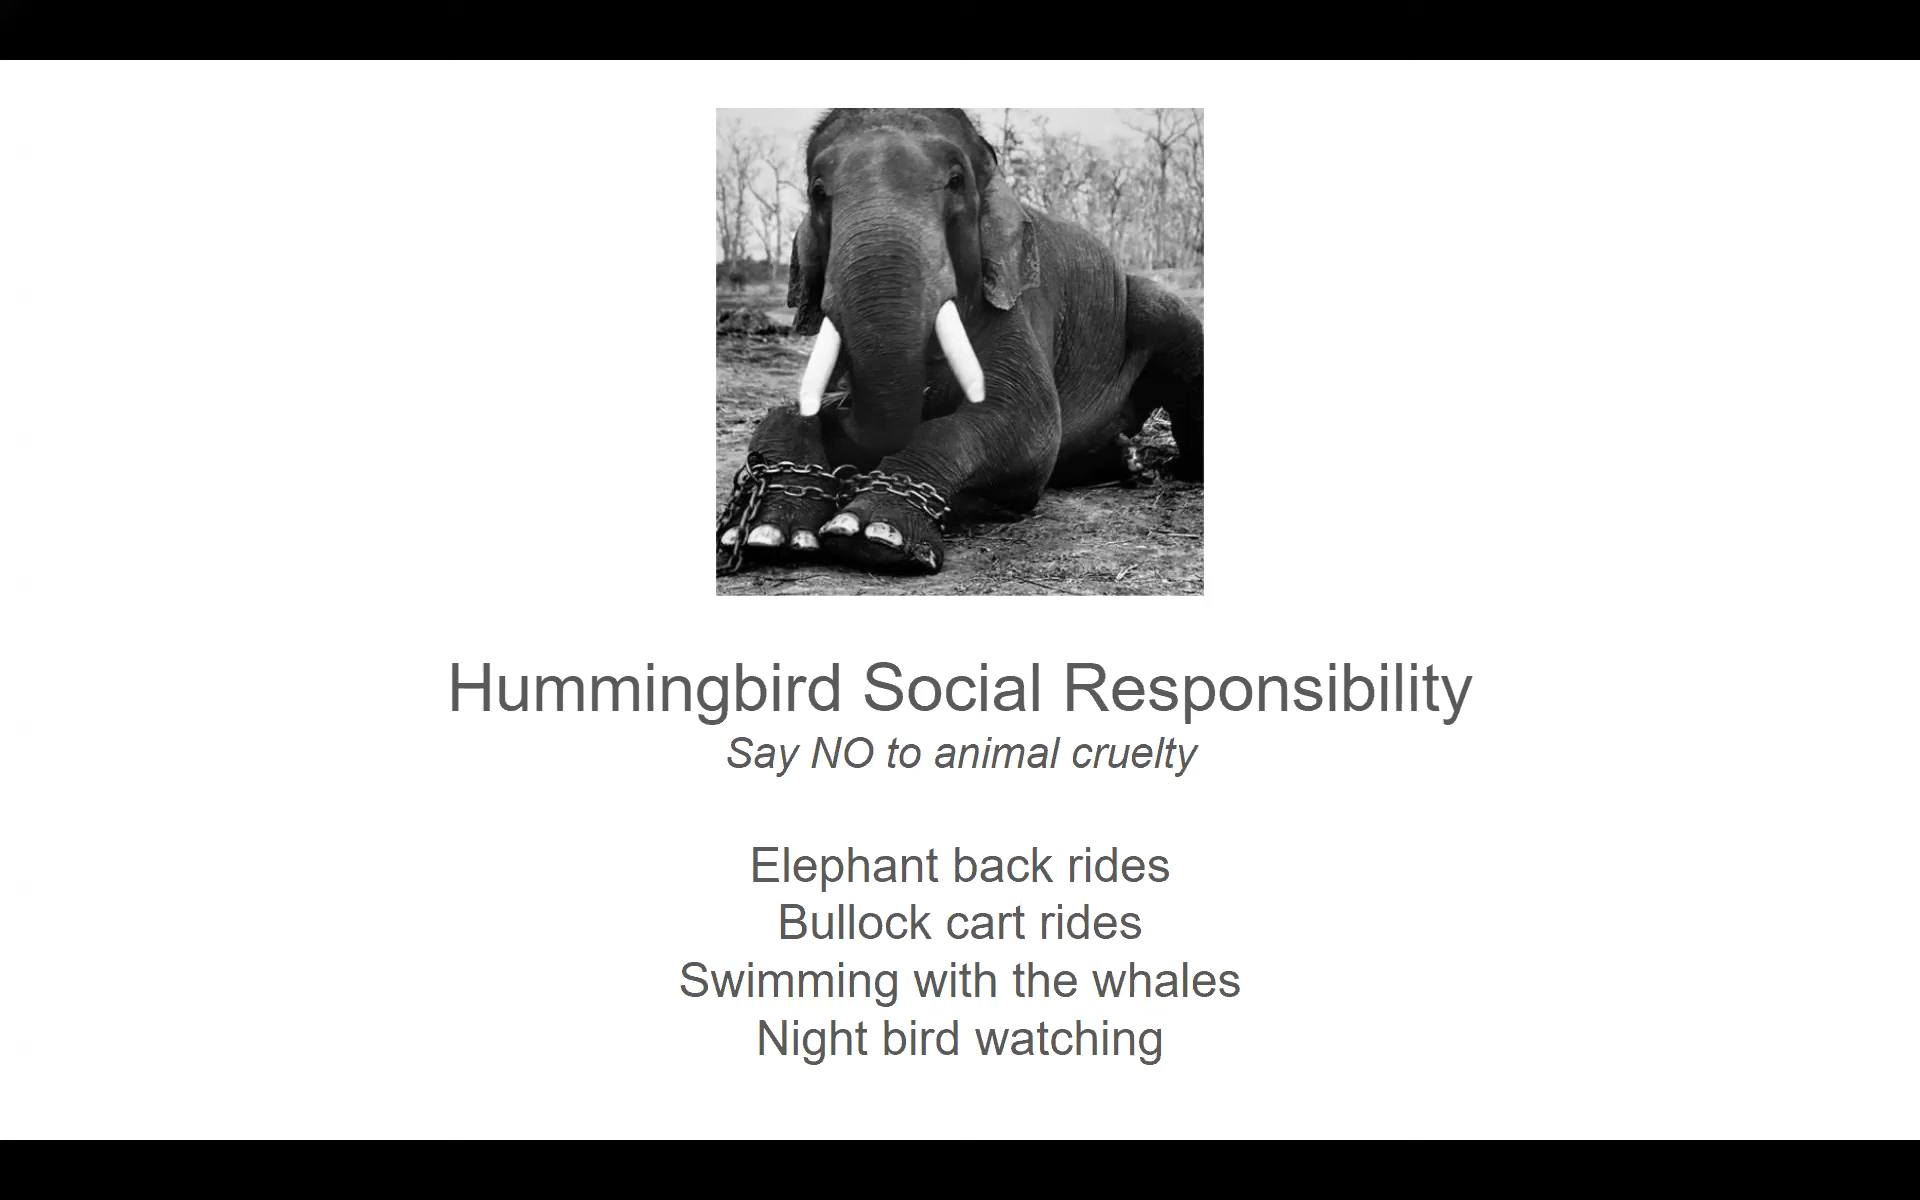 Hummingbird Social Responsibility
Say NO to animal cruelty
Elephant back rides
Bullock cart rides
Swimming with the whales
Night bird watching